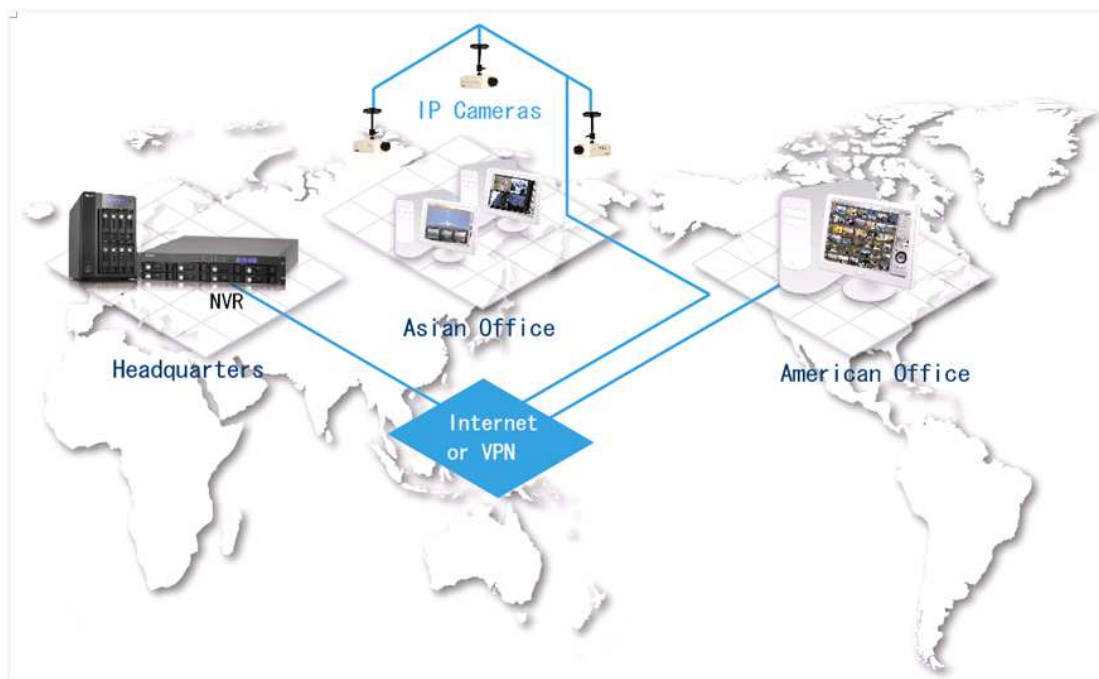 IP Cameras
NVR
Asian Office
Headquarters
American Office
Internet
or VPN